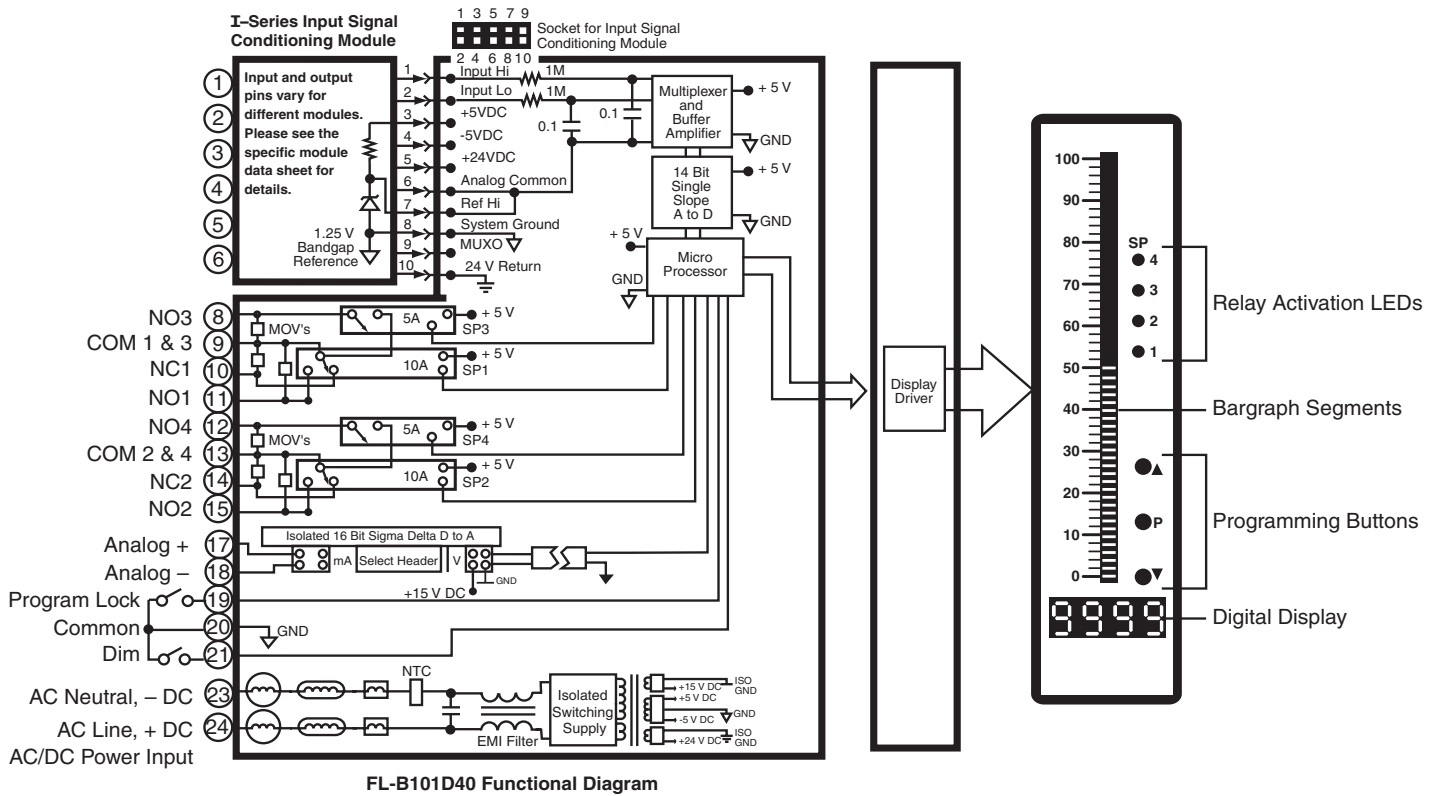 I–Series Input Signal
Conditioning Module
1 3 5 7 9
Socket for Input Signal
Conditioning Module
2 4 6 8 10
1
2
3
4
5
6
Input and output
pins vary for
different modules.
Please see the
specific module
data sheet for
details.
1.25 V
Bandgap
Reference
1
2
3
4
5
6
7
8
9
10
Input Hi
1M
Input Lo
1M
+5VDC
-5VDC
+24VDC
Analog Common
Ref Hi
System Ground
MUXO
24 V Return
0.1
0.1
Multiplexer
and
Buffer
Amplifier
+ 5 V
GND
14 Bit
Single
Slope
A to D
+ 5 V
GND
+ 5 V
GND
Micro
Processor
NO3 8
COM 1 & 3 9
NC1 10
NO1 11
MOV's
5A
+ 5 V
SP3
10A
+ 5 V
SP1
NO4 12
COM 2 & 4 13
NC2 14
NO2 15
MOV's
5A
+ 5 V
SP4
10A
+ 5 V
SP2
Analog + 17
Analog – 18
Isolated 16 Bit Sigma Delta D to A
mA
Select Header
V
GND
+15 V DC
Program Lock 19
Common 20
GND
Dim 21
AC Neutral, – DC 23
AC Line, + DC 24
AC/DC Power Input
NTC
EMI Filter
Isolated
Switching
Supply
+15 V DC
ISO
GND
+5 V DC
GND
-5 V DC
+24 V DC
ISO
GND
Display
Driver
100
90
80
70
60
50
40
30
20
10
0
SP
4
3
2
1
▲
P
▼
9999
Relay Activation LEDs
Bargraph Segments
Programming Buttons
Digital Display
FL-B101D40 Functional Diagram